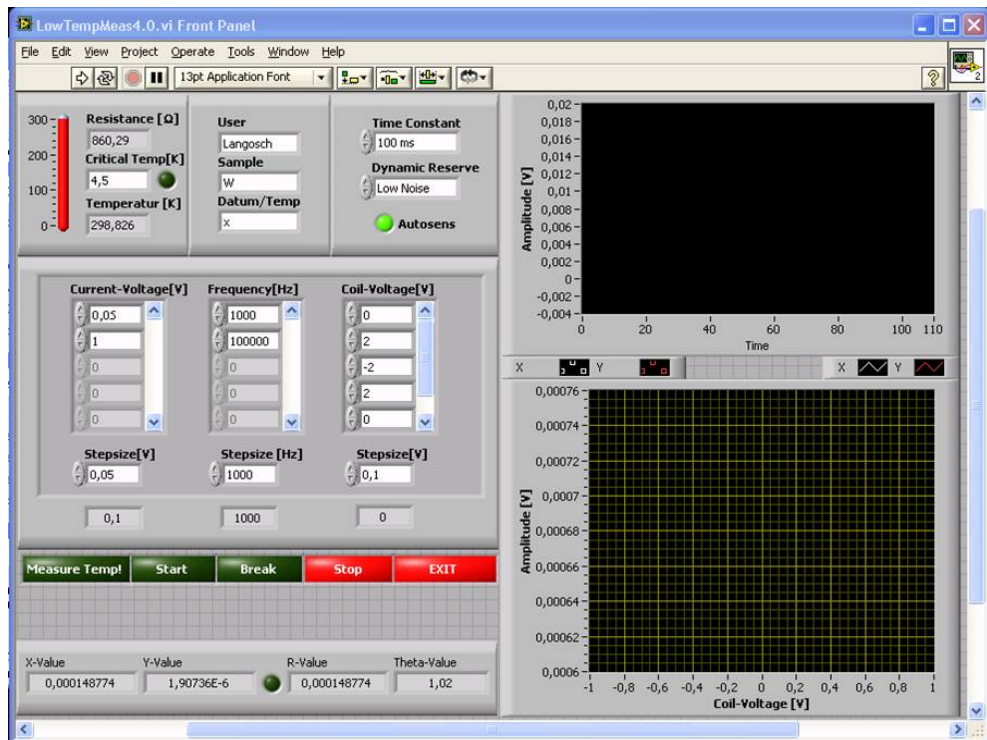 LowTempMeas4.0.vi Front Panel
File Edit View Project Operate Tools Window Help
13pt Application Font
2
300
200
100
0
Resistance [Ω]
860,29
Critical Temp[K]
4,5
Temperatur [K]
298,826
User
Langosch
Sample
W
Datum/Temp
x
Time Constant
100 ms
Dynamic Reserve
Low Noise
Autosens
Current-Voltage[V] Frequency[Hz] Coil-Voltage[V]
0,05 1000 0
1 100000 2
0 0 -2
0 0 2
0 0 0
Stepsize[V] Stepsize [Hz] Stepsize[V]
0,05 1000 0,1
0,1 1000 0
Measure Temp! Start Break Stop EXIT
X-Value Y-Value R-Value Theta-Value
0,000148774 1,90736E-6 0,000148774 1,02
Amplitude [V]
0,02
0,018
0,016
0,014
0,012
0,01
0,008
0,006
0,004
0,002
0
-0,002
-0,004
0 20 40 60 80 100 110
Time
X Y X Y
Amplitude [V]
0,00076
0,00074
0,00072
0,0007
0,00068
0,00066
0,00064
0,00062
0,0006
-1 -0,8 -0,6 -0,4 -0,2 0 0,2 0,4 0,6 0,8 1
Coil-Voltage [V]